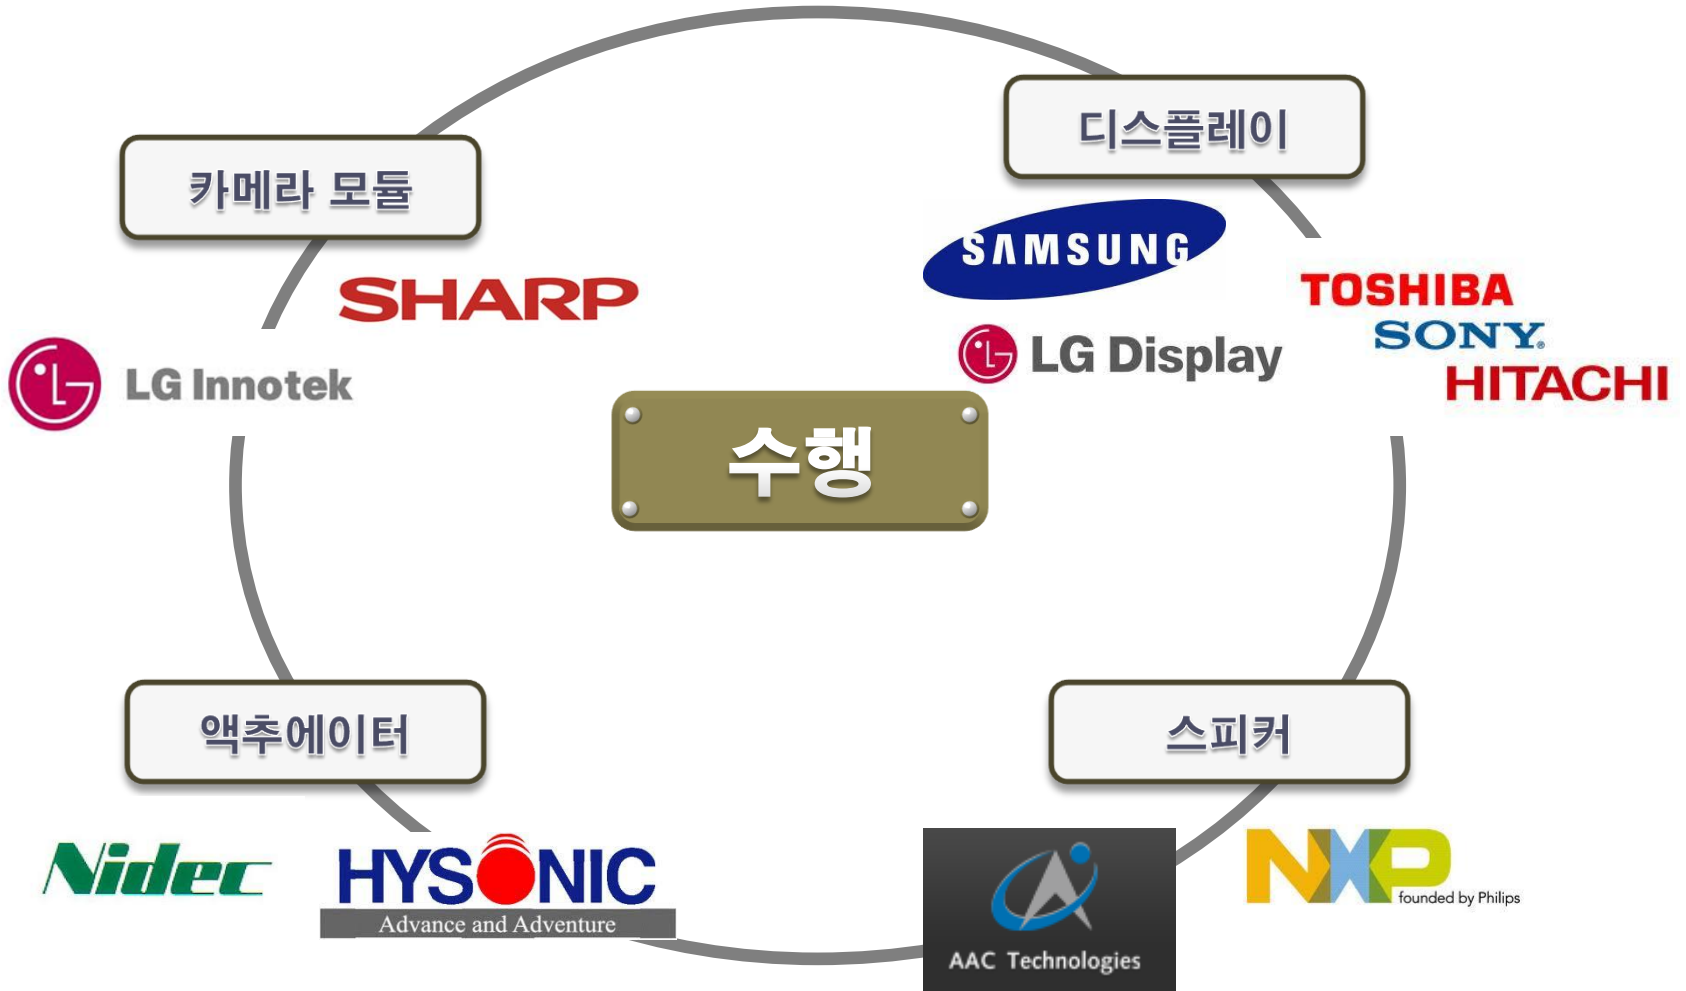 디스플레이
카메라 모듈
SAMSUNG
SHARP
TOSHIBA
SONY
LG Display
LG Innotek
HITACHI
수행
액추에이터
스피커
Nidec
HYSONIC
Advance and Adventure
NXP
founded by Philips
AAC Technologies